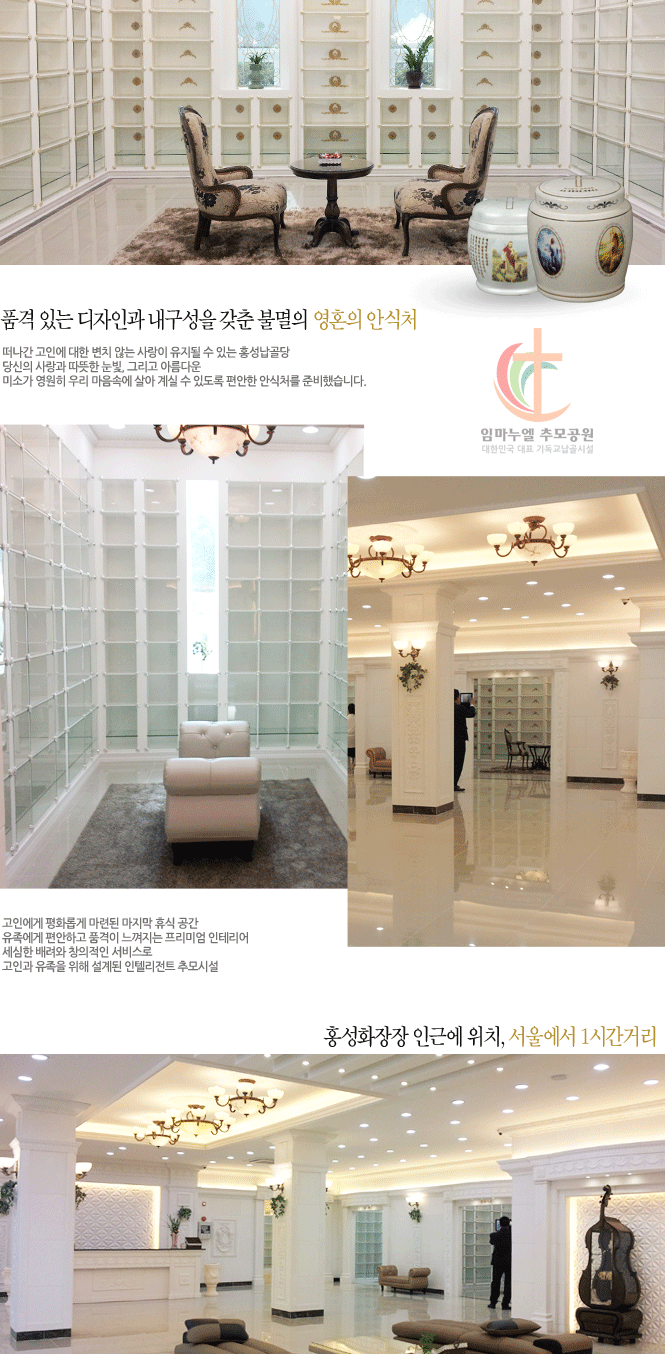 품격 있는 디자인과 내구성을 갖춘 불멸의 영혼의 안식처
떠나간 고인에 대한 변치 않는 사랑이 유지될 수 있는 홍성납골당
당신의 사랑과 따뜻한 눈빛, 그리고 아름다운
미소가 영원히 우리 마음속에 살아 계실 수 있도록 편안한 안식처를 준비했습니다.
임마누엘 추모공원
대한민국 대표 기독교납골시설
고인에게 평화롭게 마련된 마지막 휴식 공간
유족에게 편안하고 품격이 느껴지는 프리미엄 인테리어
세심한 배려와 창의적인 서비스로
고인과 유족을 위해 설계된 인텔리전트 추모시설
홍성화장장 인근에 위치, 서울에서 1시간거리